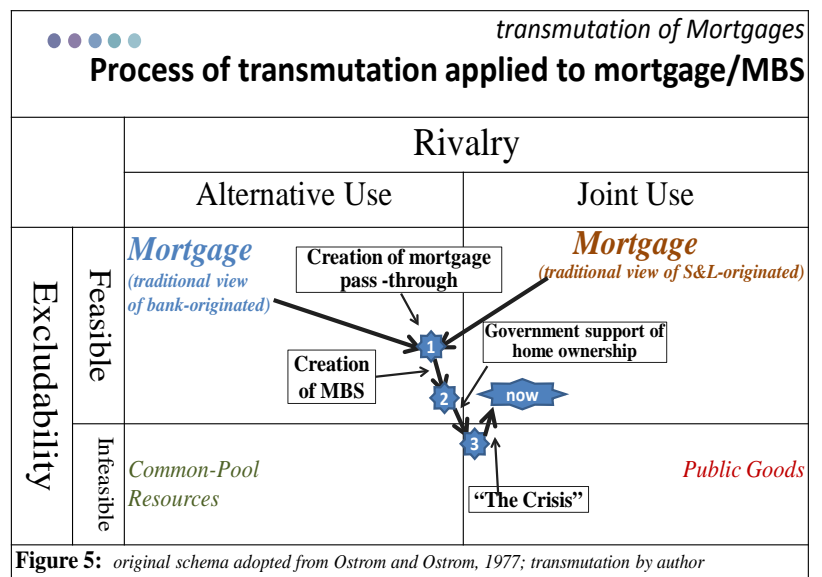 transmutation of Mortgages
Process of transmutation applied to mortgage/MBS
Rivalry
Alternative Use
Joint Use
Excludability
Feasible
Mortgage
(traditional view
of bank-originated)
Creation of mortgage
pass -through
Mortgage
(traditional view of S&L-originated)
1
Government support of
home ownership
Creation
of MBS
2
now
3
Infeasible
Common-Pool
Resources
"The Crisis"
Public Goods
Figure 5: original schema adopted from Ostrom and Ostrom, 1977; transmutation by author